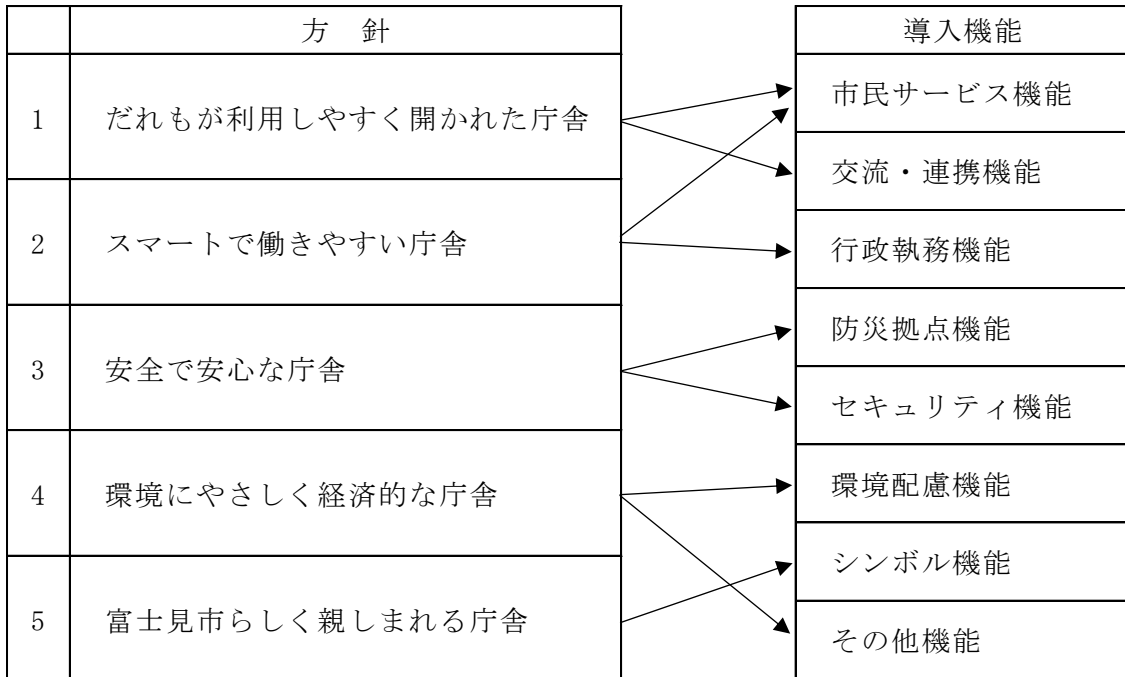 方　針
1　だれもが利用しやすく開かれた庁舎
2　スマートで働きやすい庁舎
3　安全で安心な庁舎
4　環境にやさしく経済的な庁舎
5　富士見市らしく親しまれる庁舎
導入機能
市民サービス機能
交流・連携機能
行政執務機能
防災拠点機能
セキュリティ機能
環境配慮機能
シンボル機能
その他機能